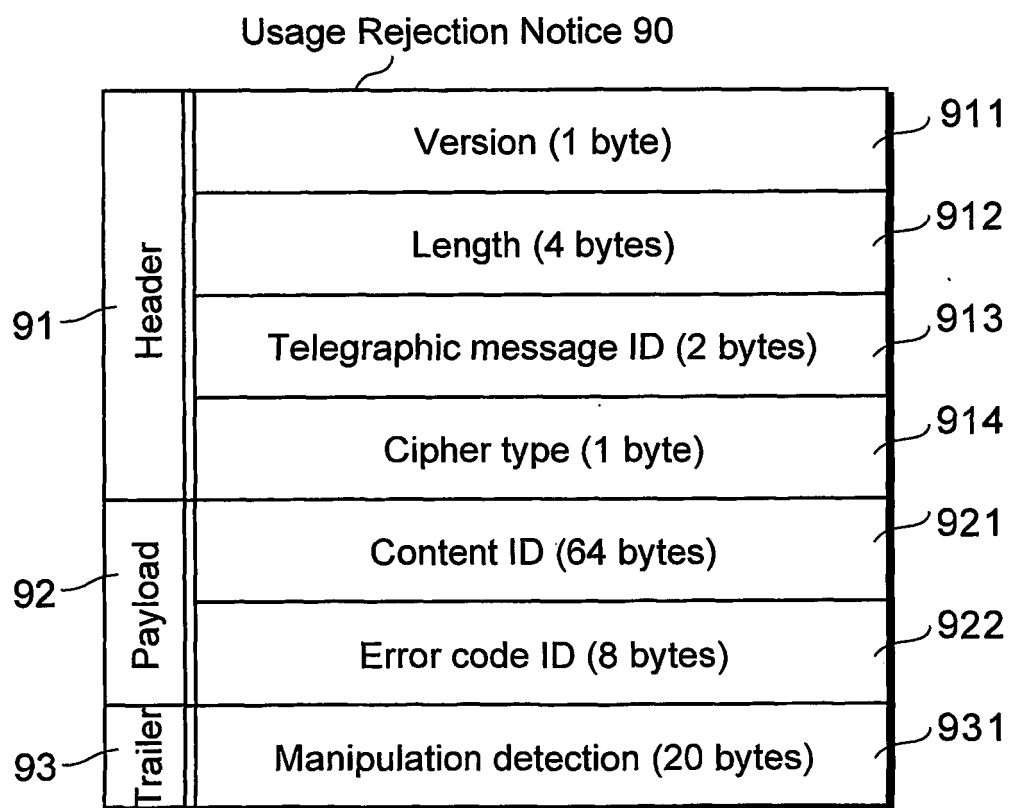 Usage Rejection Notice 90
Version (1 byte)
911
Length (4 bytes)
912
91
Header
Telegraphic message ID (2 bytes)
913
Cipher type (1 byte)
914
Content ID (64 bytes)
921
92
Payload
Error code ID (8 bytes)
922
93
Trailer
Manipulation detection (20 bytes)
931